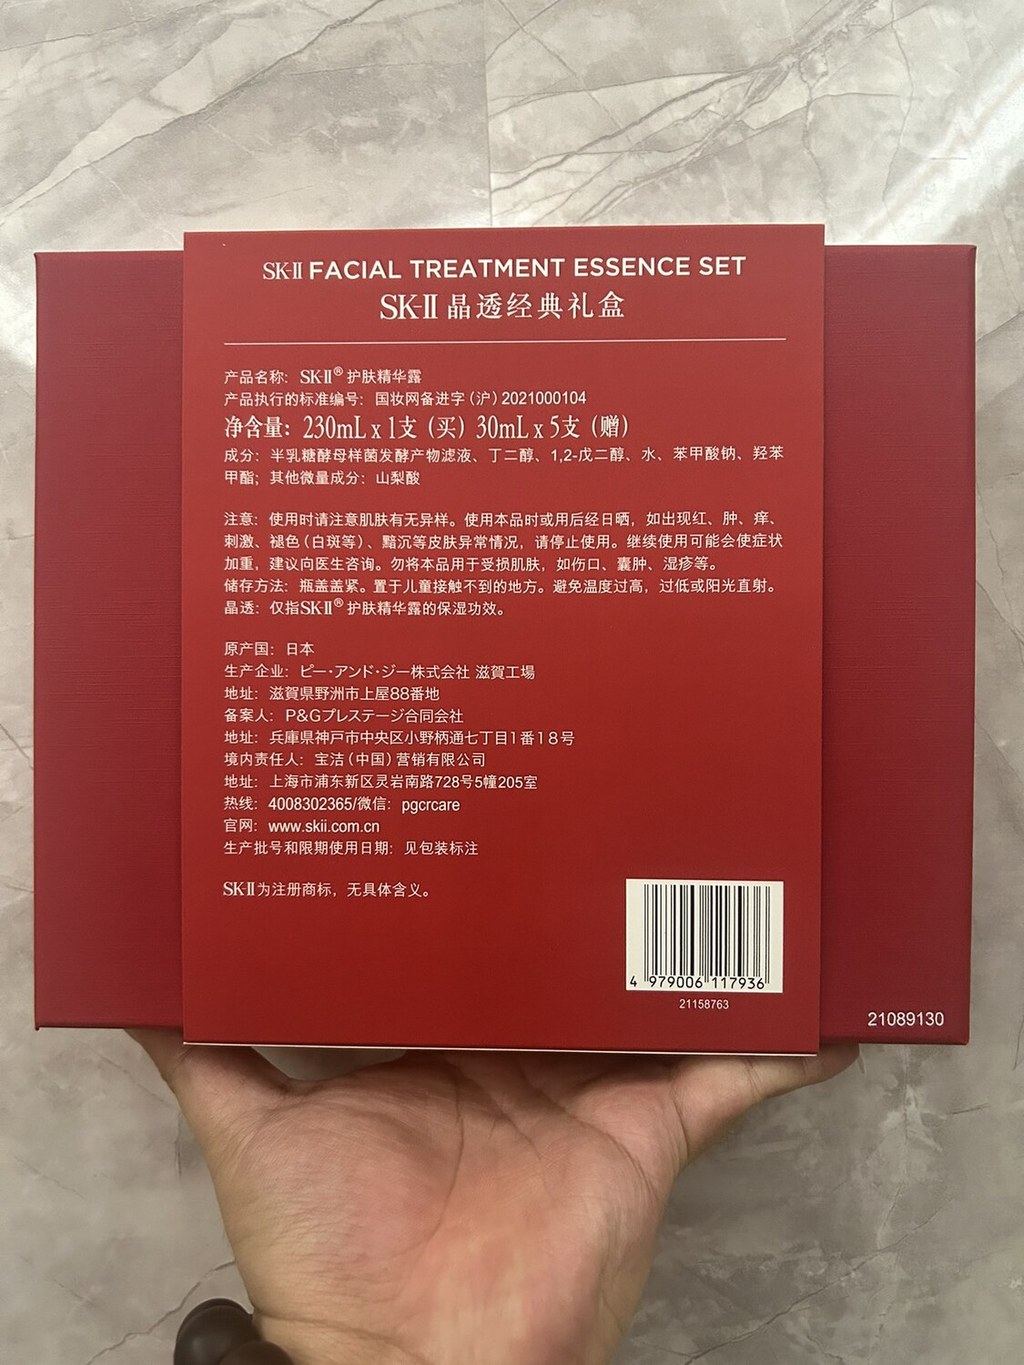 SK-II FACIAL TREATMENT ESSENCE SET
SK-II 晶透经典礼盒
产品名称：SK-II® 护肤精华露
产品执行的标准编号：国妆网备进字（沪）2021000104
净含量：230mL x 1支（买）30mL x 5支（赠）
成分：半乳糖酵母样菌发酵产物滤液、丁二醇、1,2-戊二醇、水、苯甲酸钠、羟苯
甲酯；其他微量成分：山梨酸
注意：使用时请注意肌肤有无异样。使用本品时或用后经日晒，如出现红、肿、痒、
刺激、褪色（白斑等）、黯沉等皮肤异常情况，请停止使用。继续使用可能会使症状
加重，建议向医生咨询。勿将本品用于受损肌肤，如伤口、囊肿、湿疹等。
储存方法：瓶盖盖紧。置于儿童接触不到的地方。避免温度过高，过低或阳光直射。
晶透：仅指SK-II® 护肤精华露的保湿功效。
原产国：日本
生产企业：ピー・アンド・ジー株式会社 滋賀工場
地址：滋賀県野洲市上屋88番地
备案人：P&Gプレステージ合同会社
地址：兵庫県神戸市中央区小野柄通七丁目1番18号
境内责任人：宝洁（中国）营销有限公司
地址：上海市浦东新区灵岩南路728号5幢205室
热线：4008302365/微信：pgcrcare
官网：www.skii.com.cn
生产批号和限期使用日期：见包装标注
SK-II为注册商标，无具体含义。
4 979006 117936
21158763
21089130